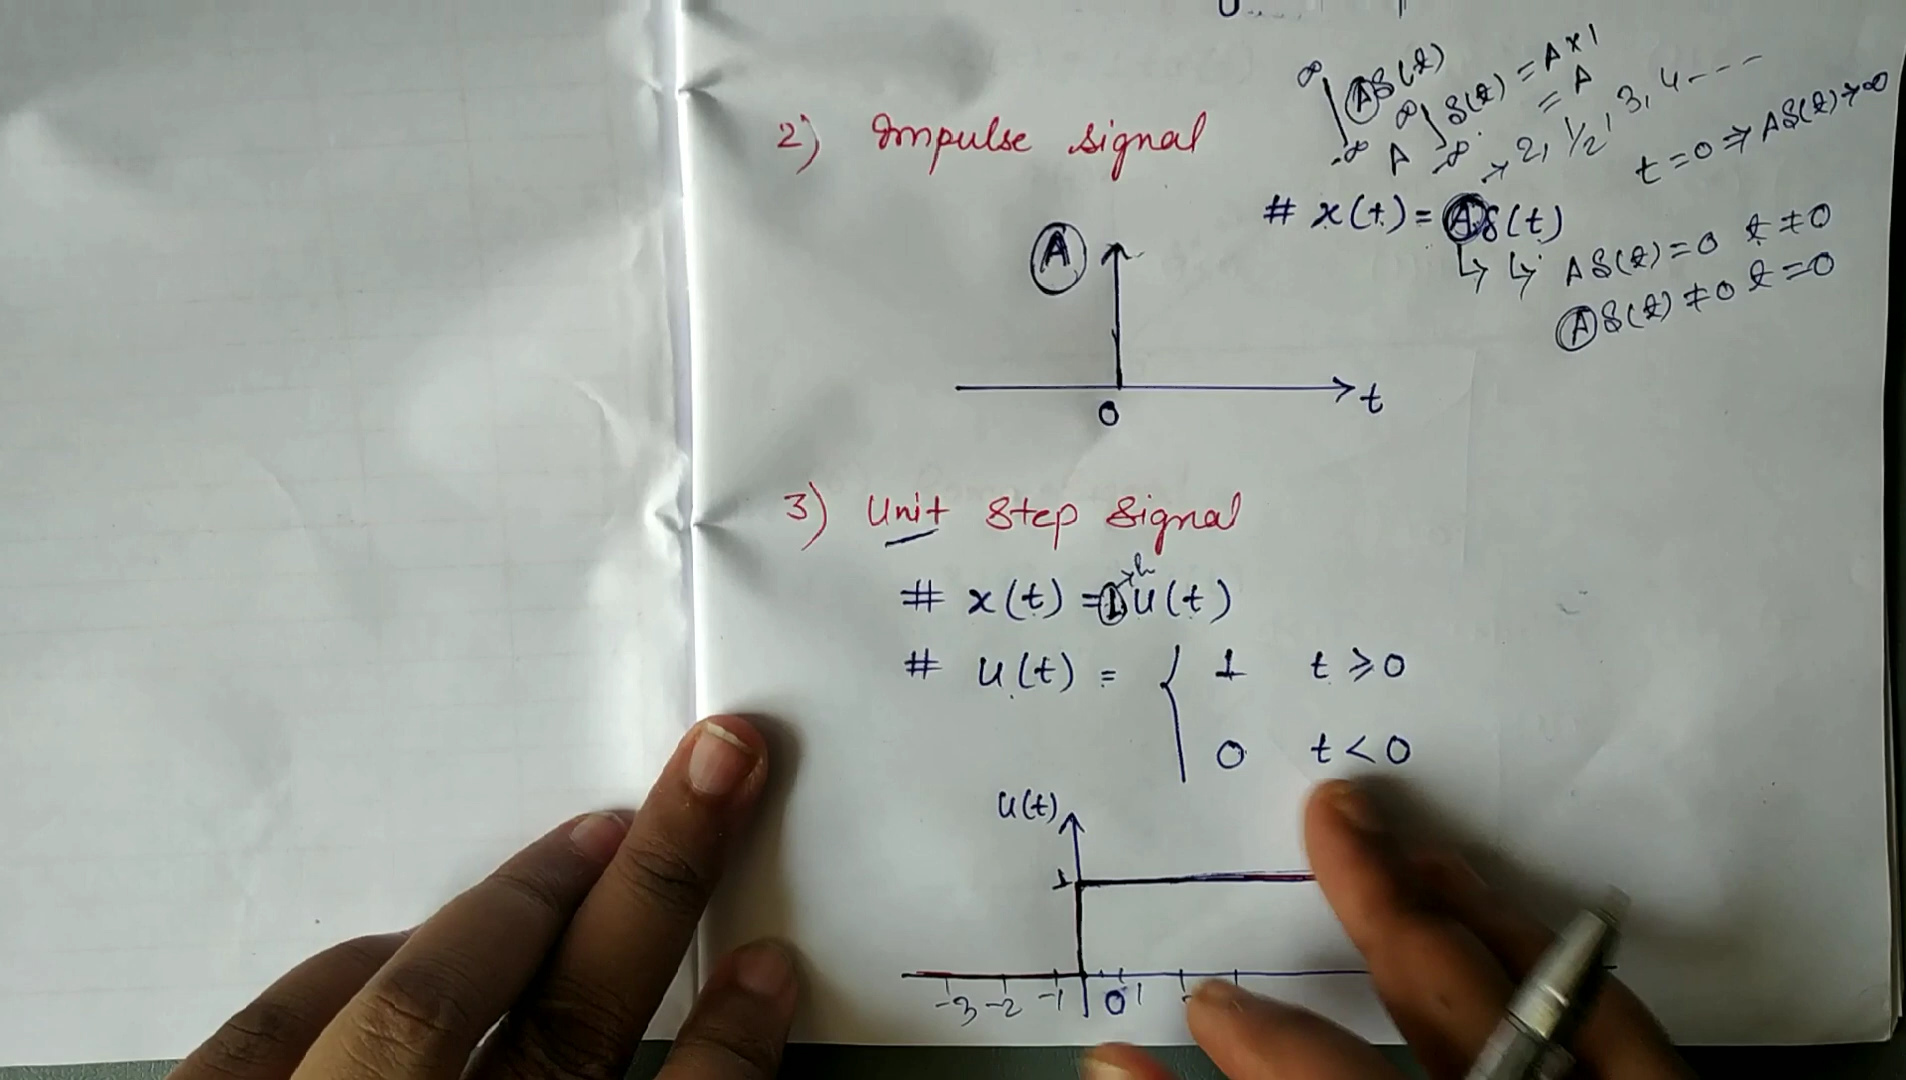 2) Impulse signal
∞∫-∞ Aδ(t)
A ∞∫-∞ δ(t) = A×1
= A
→ 2, 1/2, 3, 4 - - -
t = 0 ⇒ Aδ(t) → ∞
# x(t) = Aδ(t)
↳ ↳ Aδ(t) = 0 t ≠ 0
Aδ(t) ≠ 0 t = 0
A
0
t
3) Unit Step Signal
# x(t) = 1 u(t)
# u(t) = { 1 t ≥ 0
0 t < 0
u(t)
1
-3 -2 -1 0 1